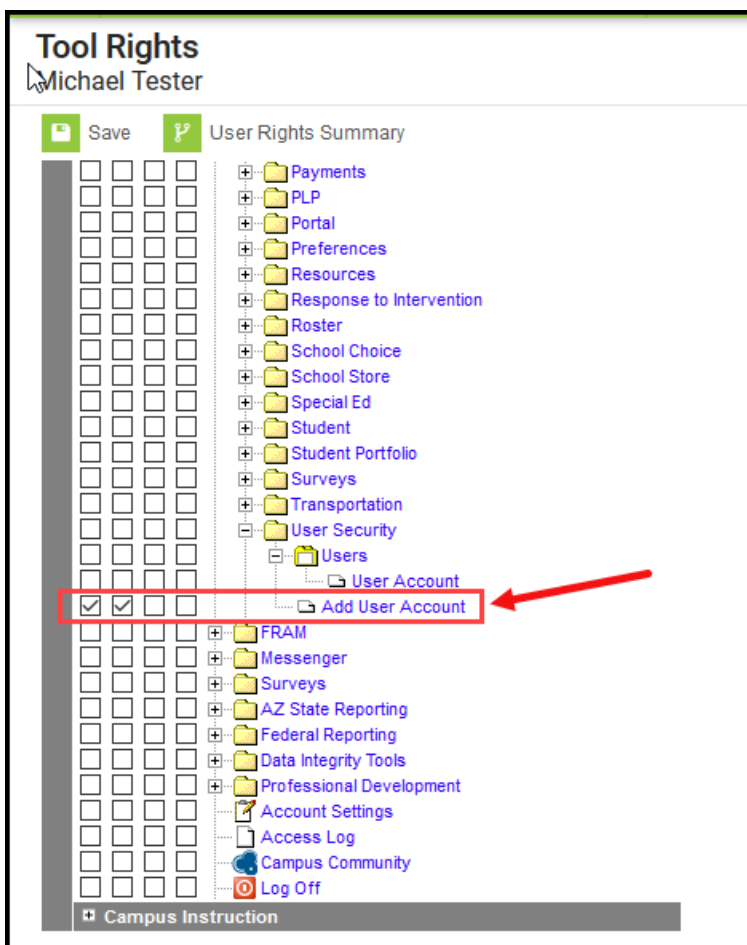 Tool Rights
Michael Tester
Save User Rights Summary
Payments
PLP
Portal
Preferences
Resources
Response to Intervention
Roster
School Choice
School Store
Special Ed
Student
Student Portfolio
Surveys
Transportation
User Security
Users
User Account
Add User Account
FRAM
Messenger
Surveys
AZ State Reporting
Federal Reporting
Data Integrity Tools
Professional Development
Account Settings
Access Log
Campus Community
Log Off
Campus Instruction